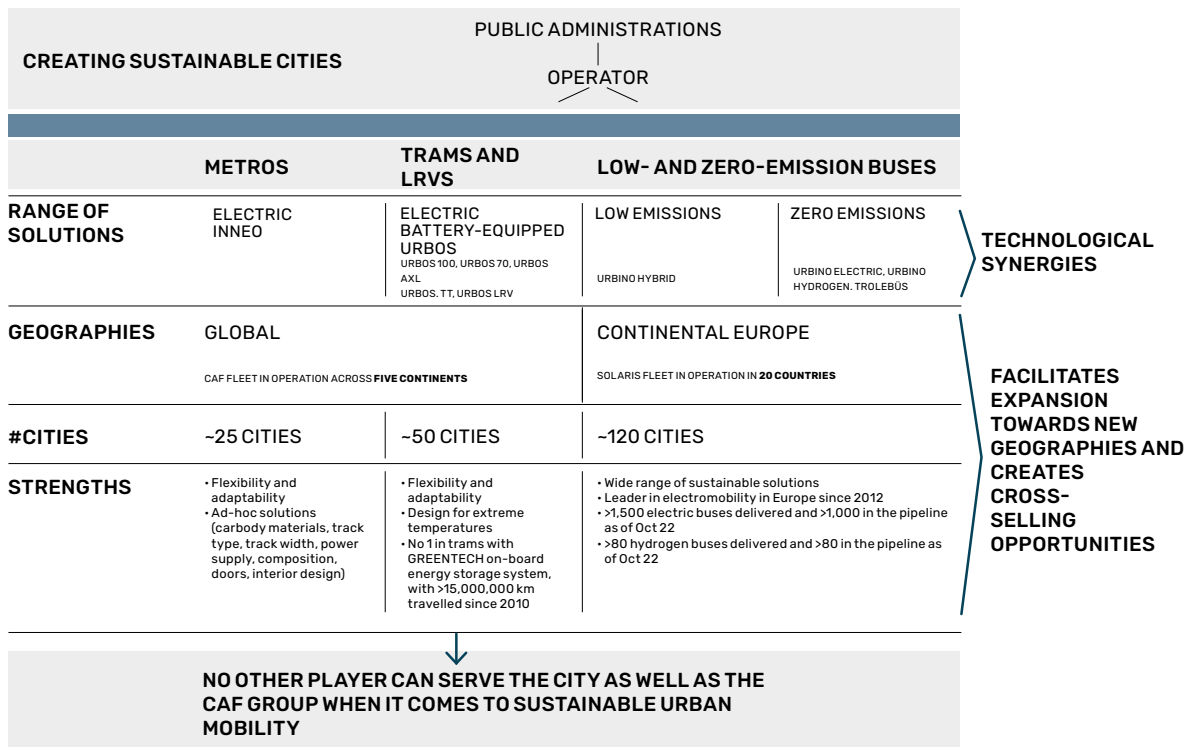 PUBLIC ADMINISTRATIONS
CREATING SUSTAINABLE CITIES
OPERATOR
METROS
TRAMS AND
LRVS
LOW- AND ZERO-EMISSION BUSES
RANGE OF
SOLUTIONS
ELECTRIC
INNEO
ELECTRIC
BATTERY-EQUIPPED
URBOS
URBOS 100, URBOS 70, URBOS
AXL
URBOS. TT, URBOS LRV
LOW EMISSIONS
URBINO HYBRID
ZERO EMISSIONS
URBINO ELECTRIC, URBINO
HYDROGEN. TROLEBÚS
TECHNOLOGICAL
SYNERGIES
GEOGRAPHIES
GLOBAL
CAF FLEET IN OPERATION ACROSS FIVE CONTINENTS
CONTINENTAL EUROPE
SOLARIS FLEET IN OPERATION IN 20 COUNTRIES
#CITIES
~25 CITIES
~50 CITIES
~120 CITIES
STRENGTHS
• Flexibility and
adaptability
• Ad-hoc solutions
(carbody materials, track
type, track width, power
supply, composition,
doors, interior design)
• Flexibility and
adaptability
• Design for extreme
temperatures
• No 1 in trams with
GREENTECH on-board
energy storage system,
with >15,000,000 km
travelled since 2010
• Wide range of sustainable solutions
• Leader in electromobility in Europe since 2012
• >1,500 electric buses delivered and >1,000 in the pipeline
as of Oct 22
• >80 hydrogen buses delivered and >80 in the pipeline as
of Oct 22
FACILITATES
EXPANSION
TOWARDS NEW
GEOGRAPHIES AND
CREATES
CROSS-
SELLING
OPPORTUNITIES
NO OTHER PLAYER CAN SERVE THE CITY AS WELL AS THE
CAF GROUP WHEN IT COMES TO SUSTAINABLE URBAN
MOBILITY